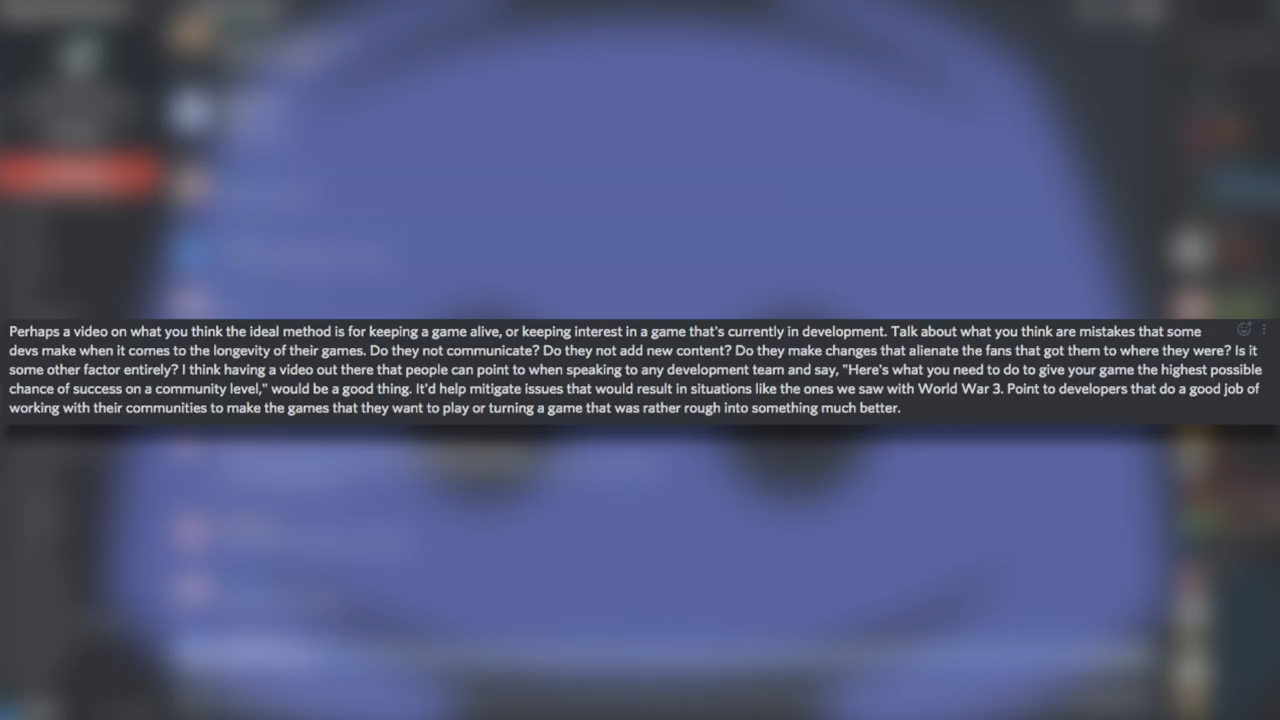 Perhaps a video on what you think the ideal method is for keeping a game alive, or keeping interest in a game that's currently in development. Talk about what you think are mistakes that some
devs make when it comes to the longevity of their games. Do they not communicate? Do they not add new content? Do they make changes that alienate the fans that got them to where they were? Is it
some other factor entirely? I think having a video out there that people can point to when speaking to any development team and say, "Here's what you need to do to give your game the highest possible
chance of success on a community level," would be a good thing. It'd help mitigate issues that would result in situations like the ones we saw with World War 3. Point to developers that do a good job of
working with their communities to make the games that they want to play or turning a game that was rather rough into something much better.